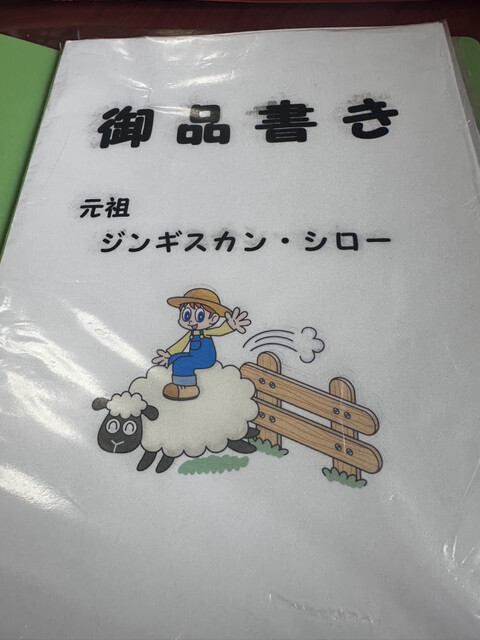 御品書き
元祖
ジンギスカン・シロー